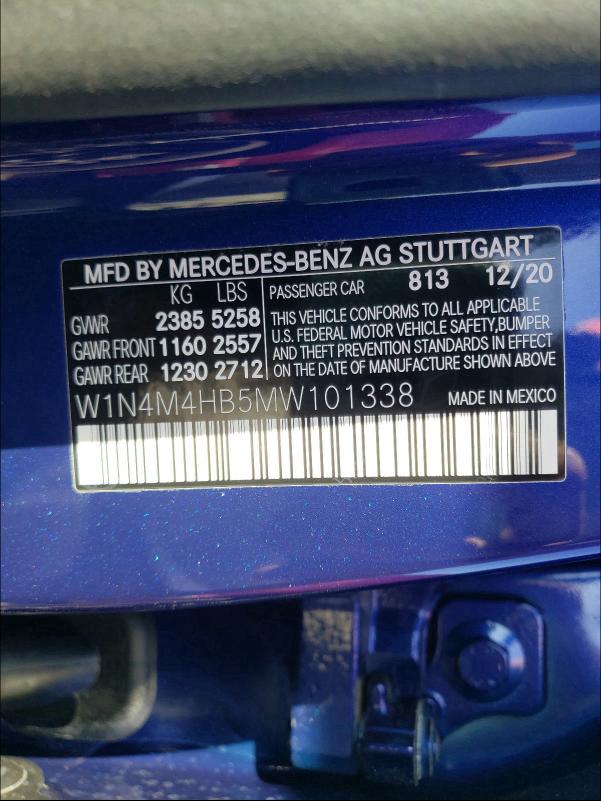 MFD BY MERCEDES-BENZ AG STUTTGART
KG LBS PASSENGER CAR 813 12/20
GVWR 2385 5258 THIS VEHICLE CONFORMS TO ALL APPLICABLE
GAWR FRONT 1160 2557 U.S. FEDERAL MOTOR VEHICLE SAFETY,BUMPER
GAWR REAR 1230 2712 AND THEFT PREVENTION STANDARDS IN EFFECT
ON THE DATE OF MANUFACTURE SHOWN ABOVE
W1N4M4HB5MW101338 MADE IN MEXICO